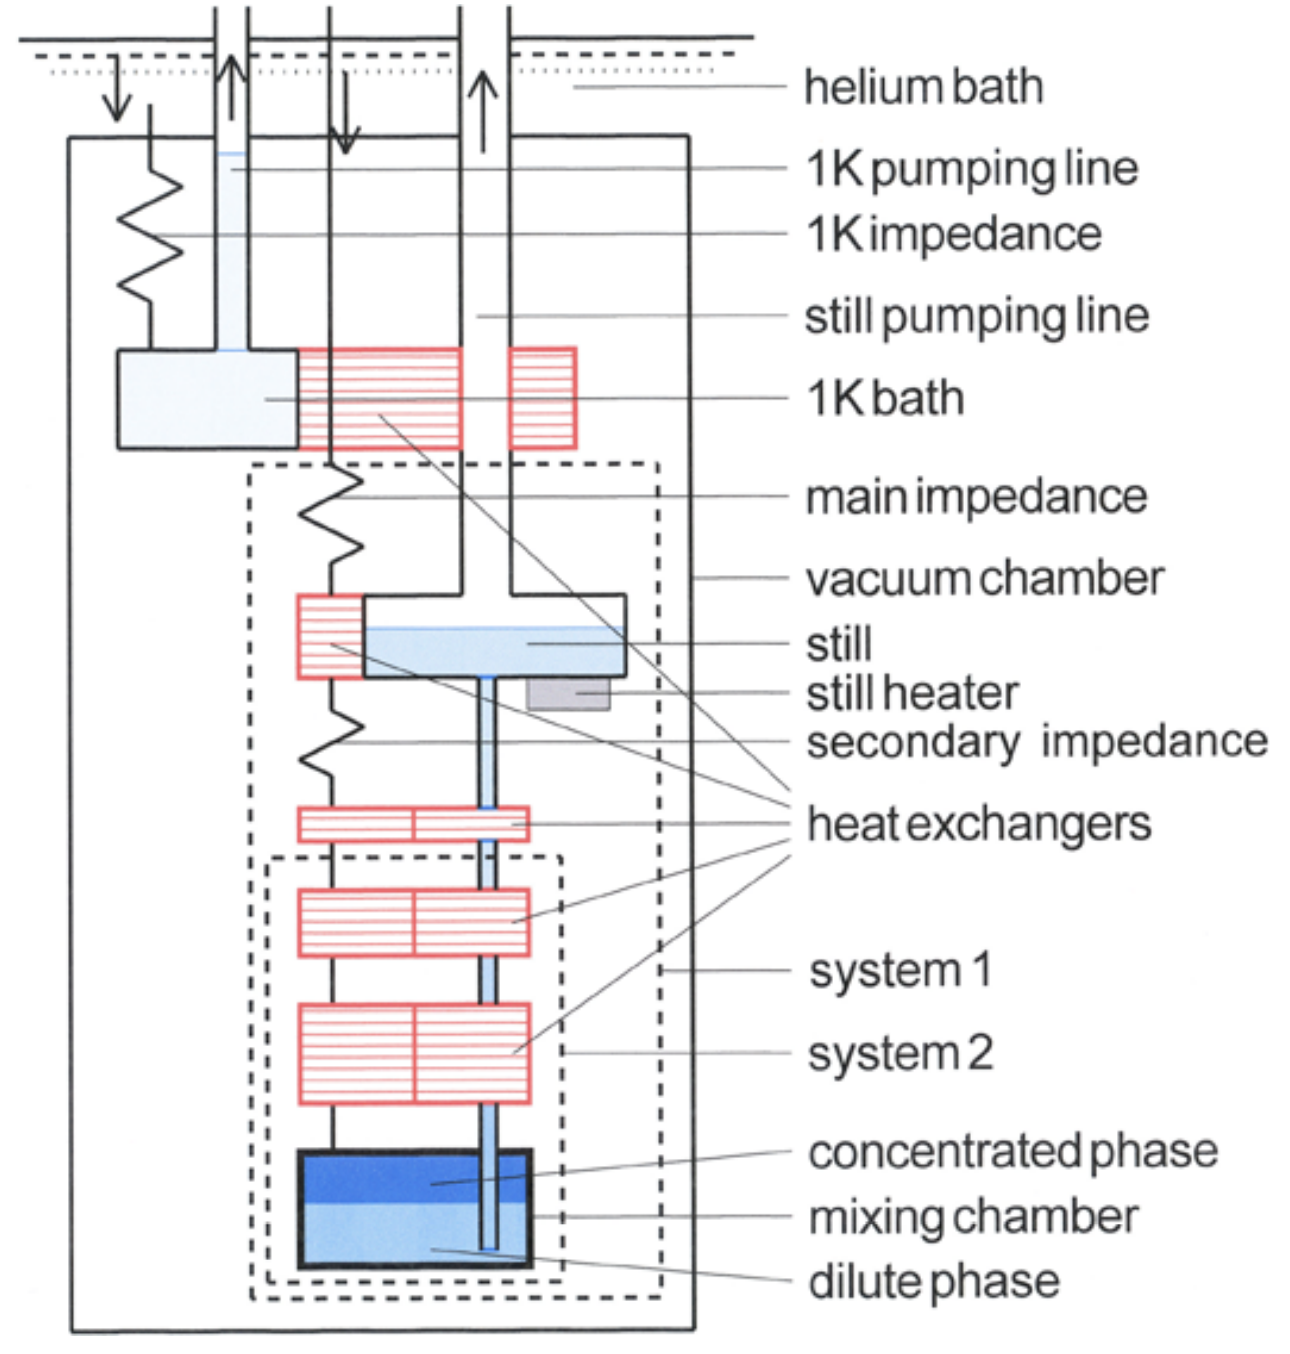 helium bath
1K pumping line
1K impedance
still pumping line
1K bath
main impedance
vacuum chamber
still
still heater
secondary impedance
heat exchangers
system 1
system 2
concentrated phase
mixing chamber
dilute phase